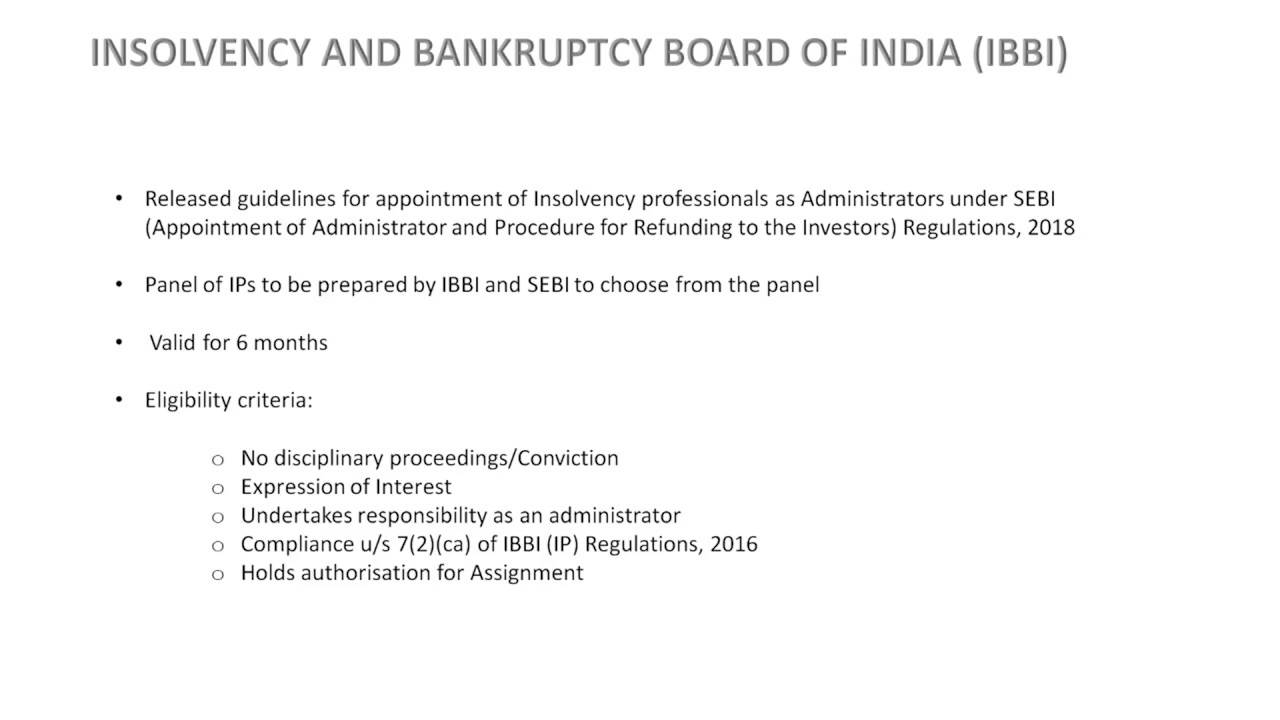 INSOLVENCY AND BANKRUPTCY BOARD OF INDIA (IBBI)
• Released guidelines for appointment of Insolvency professionals as Administrators under SEBI
(Appointment of Administrator and Procedure for Refunding to the Investors) Regulations, 2018
• Panel of IPs to be prepared by IBBI and SEBI to choose from the panel
• Valid for 6 months
• Eligibility criteria:
o No disciplinary proceedings/Conviction
o Expression of Interest
o Undertakes responsibility as an administrator
o Compliance u/s 7(2)(ca) of IBBI (IP) Regulations, 2016
o Holds authorisation for Assignment